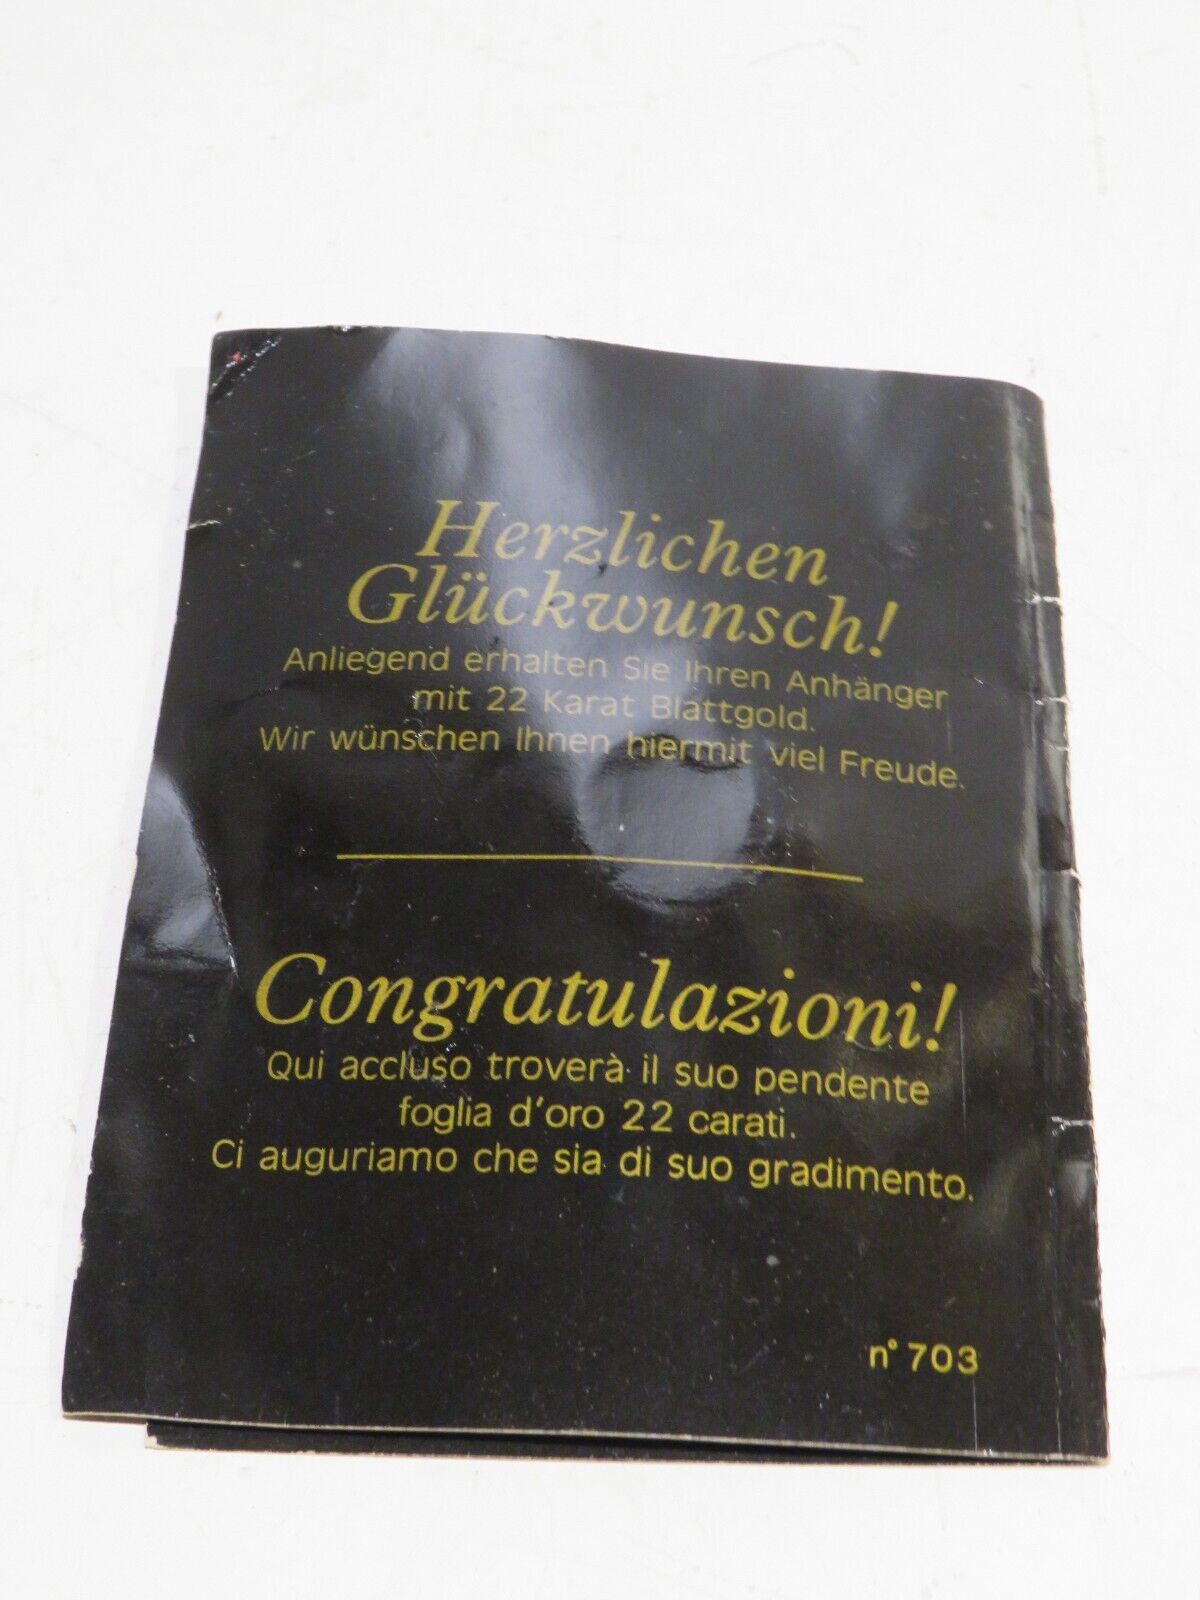 Herzlichen
Glückwunsch!
Anliegend erhalten Sie Ihren Anhänger
mit 22 Karat Blattgold.
Wir wünschen Ihnen hiermit viel Freude.
Congratulazioni!
Qui accluso troverà il suo pendente
foglia d'oro 22 carati.
Ci auguriamo che sia di suo gradimento.
n° 703